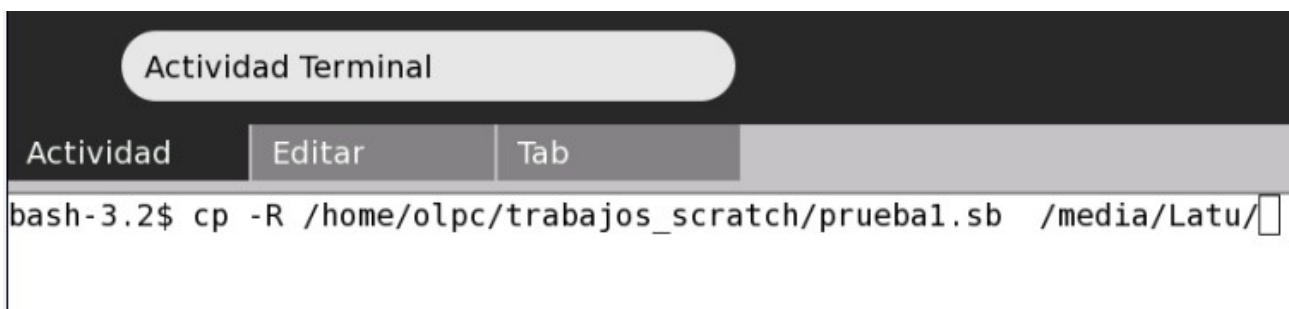 Actividad Terminal
Actividad Editar Tab
bash-3.2$ cp -R /home/olpc/trabajos_scratch/prueba1.sb  /media/Latu/